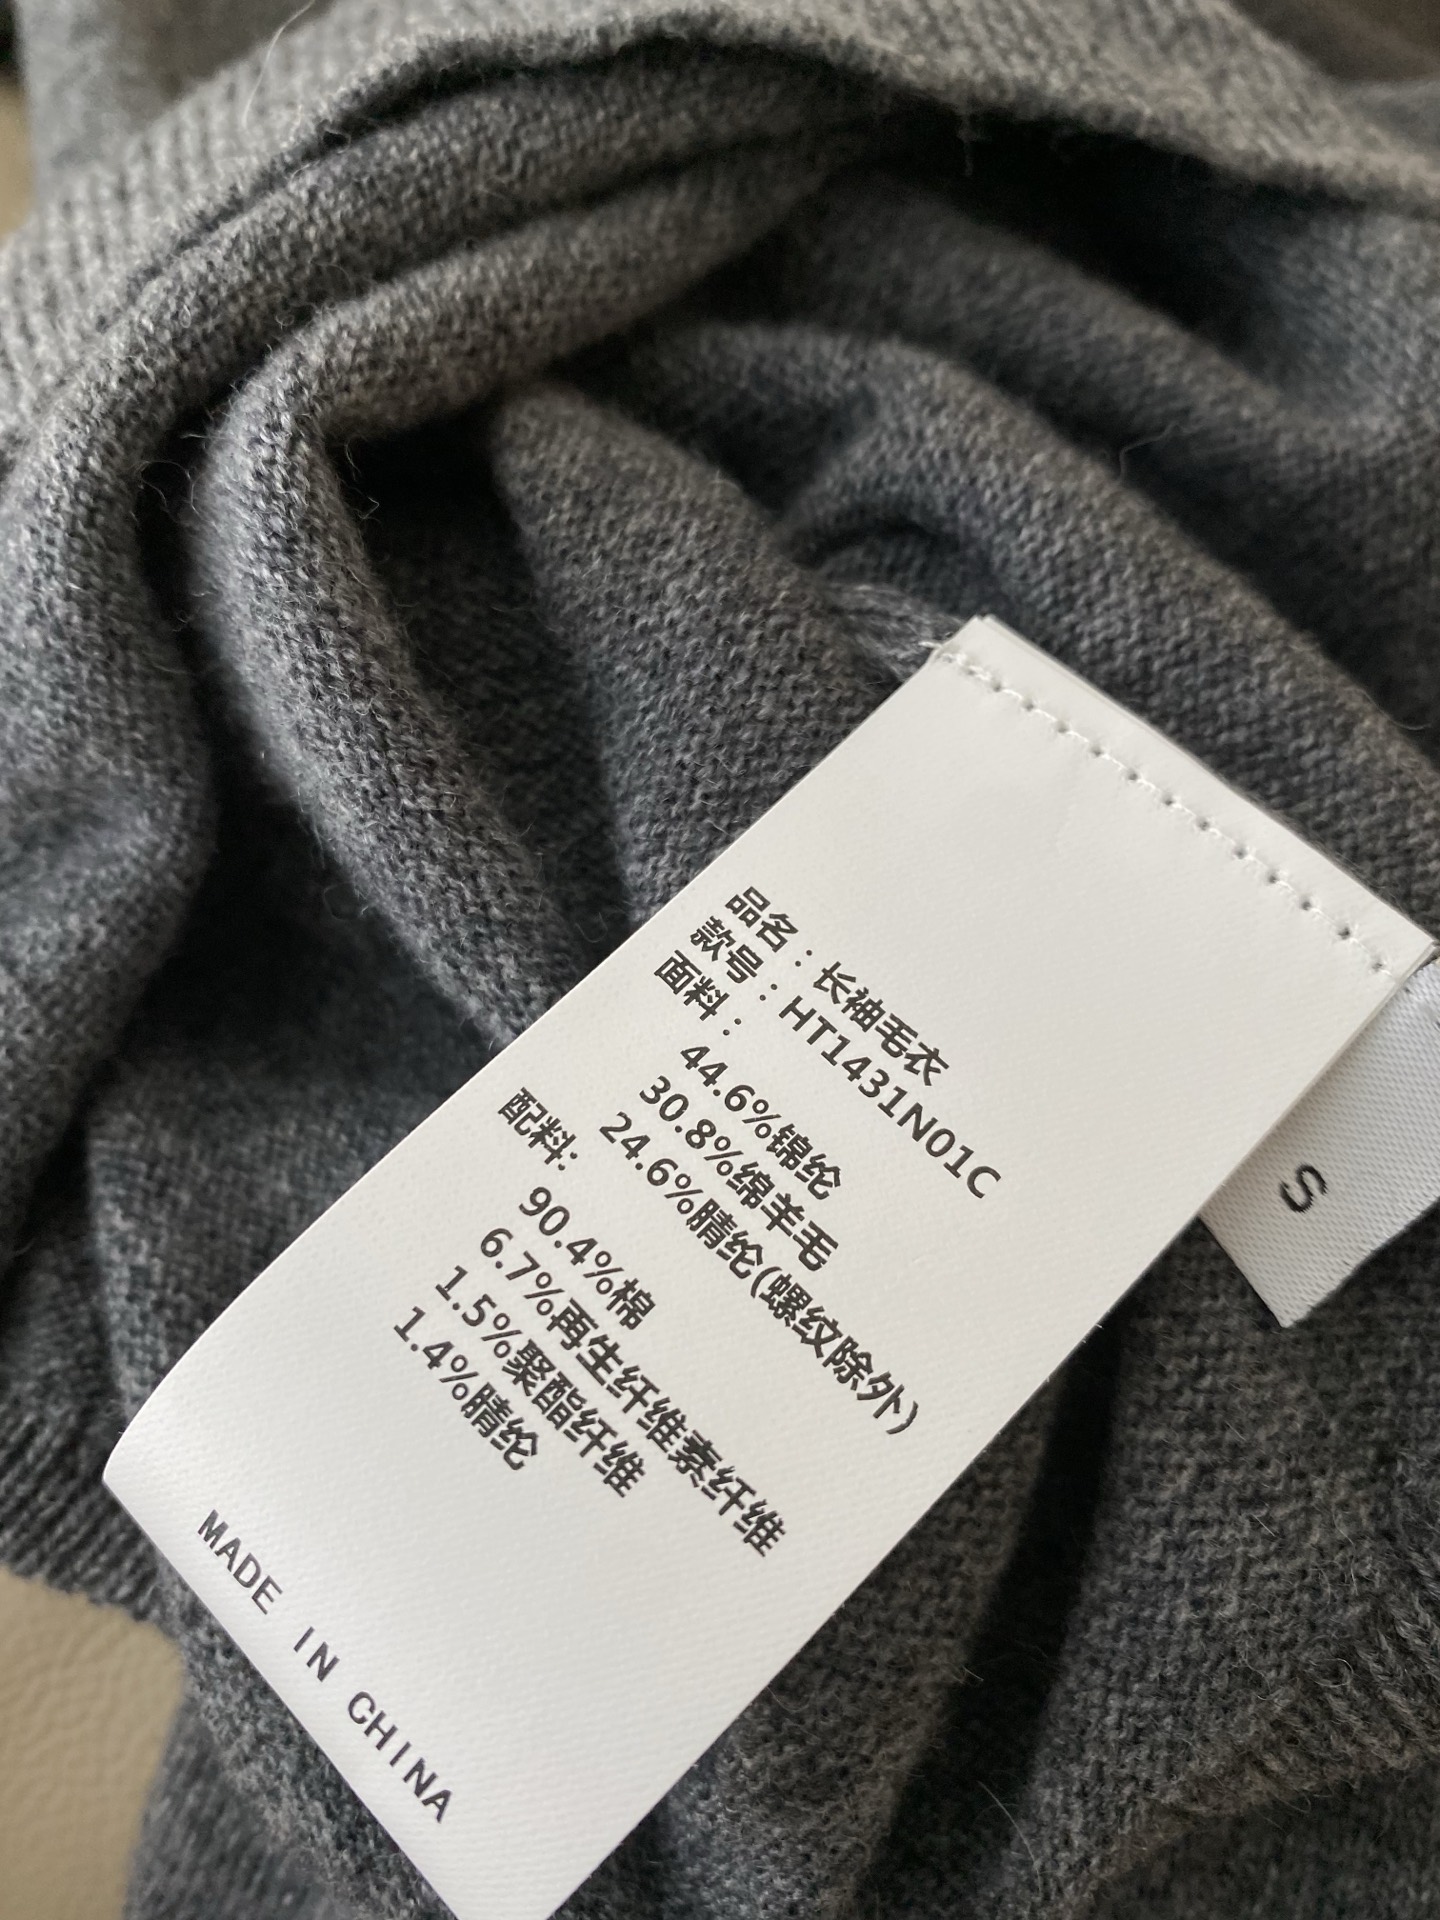 品名：长袖毛衣
款号：HT1431N01C
面料：
44.6%锦纶
30.8%绵羊毛
24.6%腈纶(螺纹除外)
配料:
90.4%棉
6.7%再生纤维素纤维
1.5%聚酯纤维
1.4%腈纶
MADE IN CHINA
S